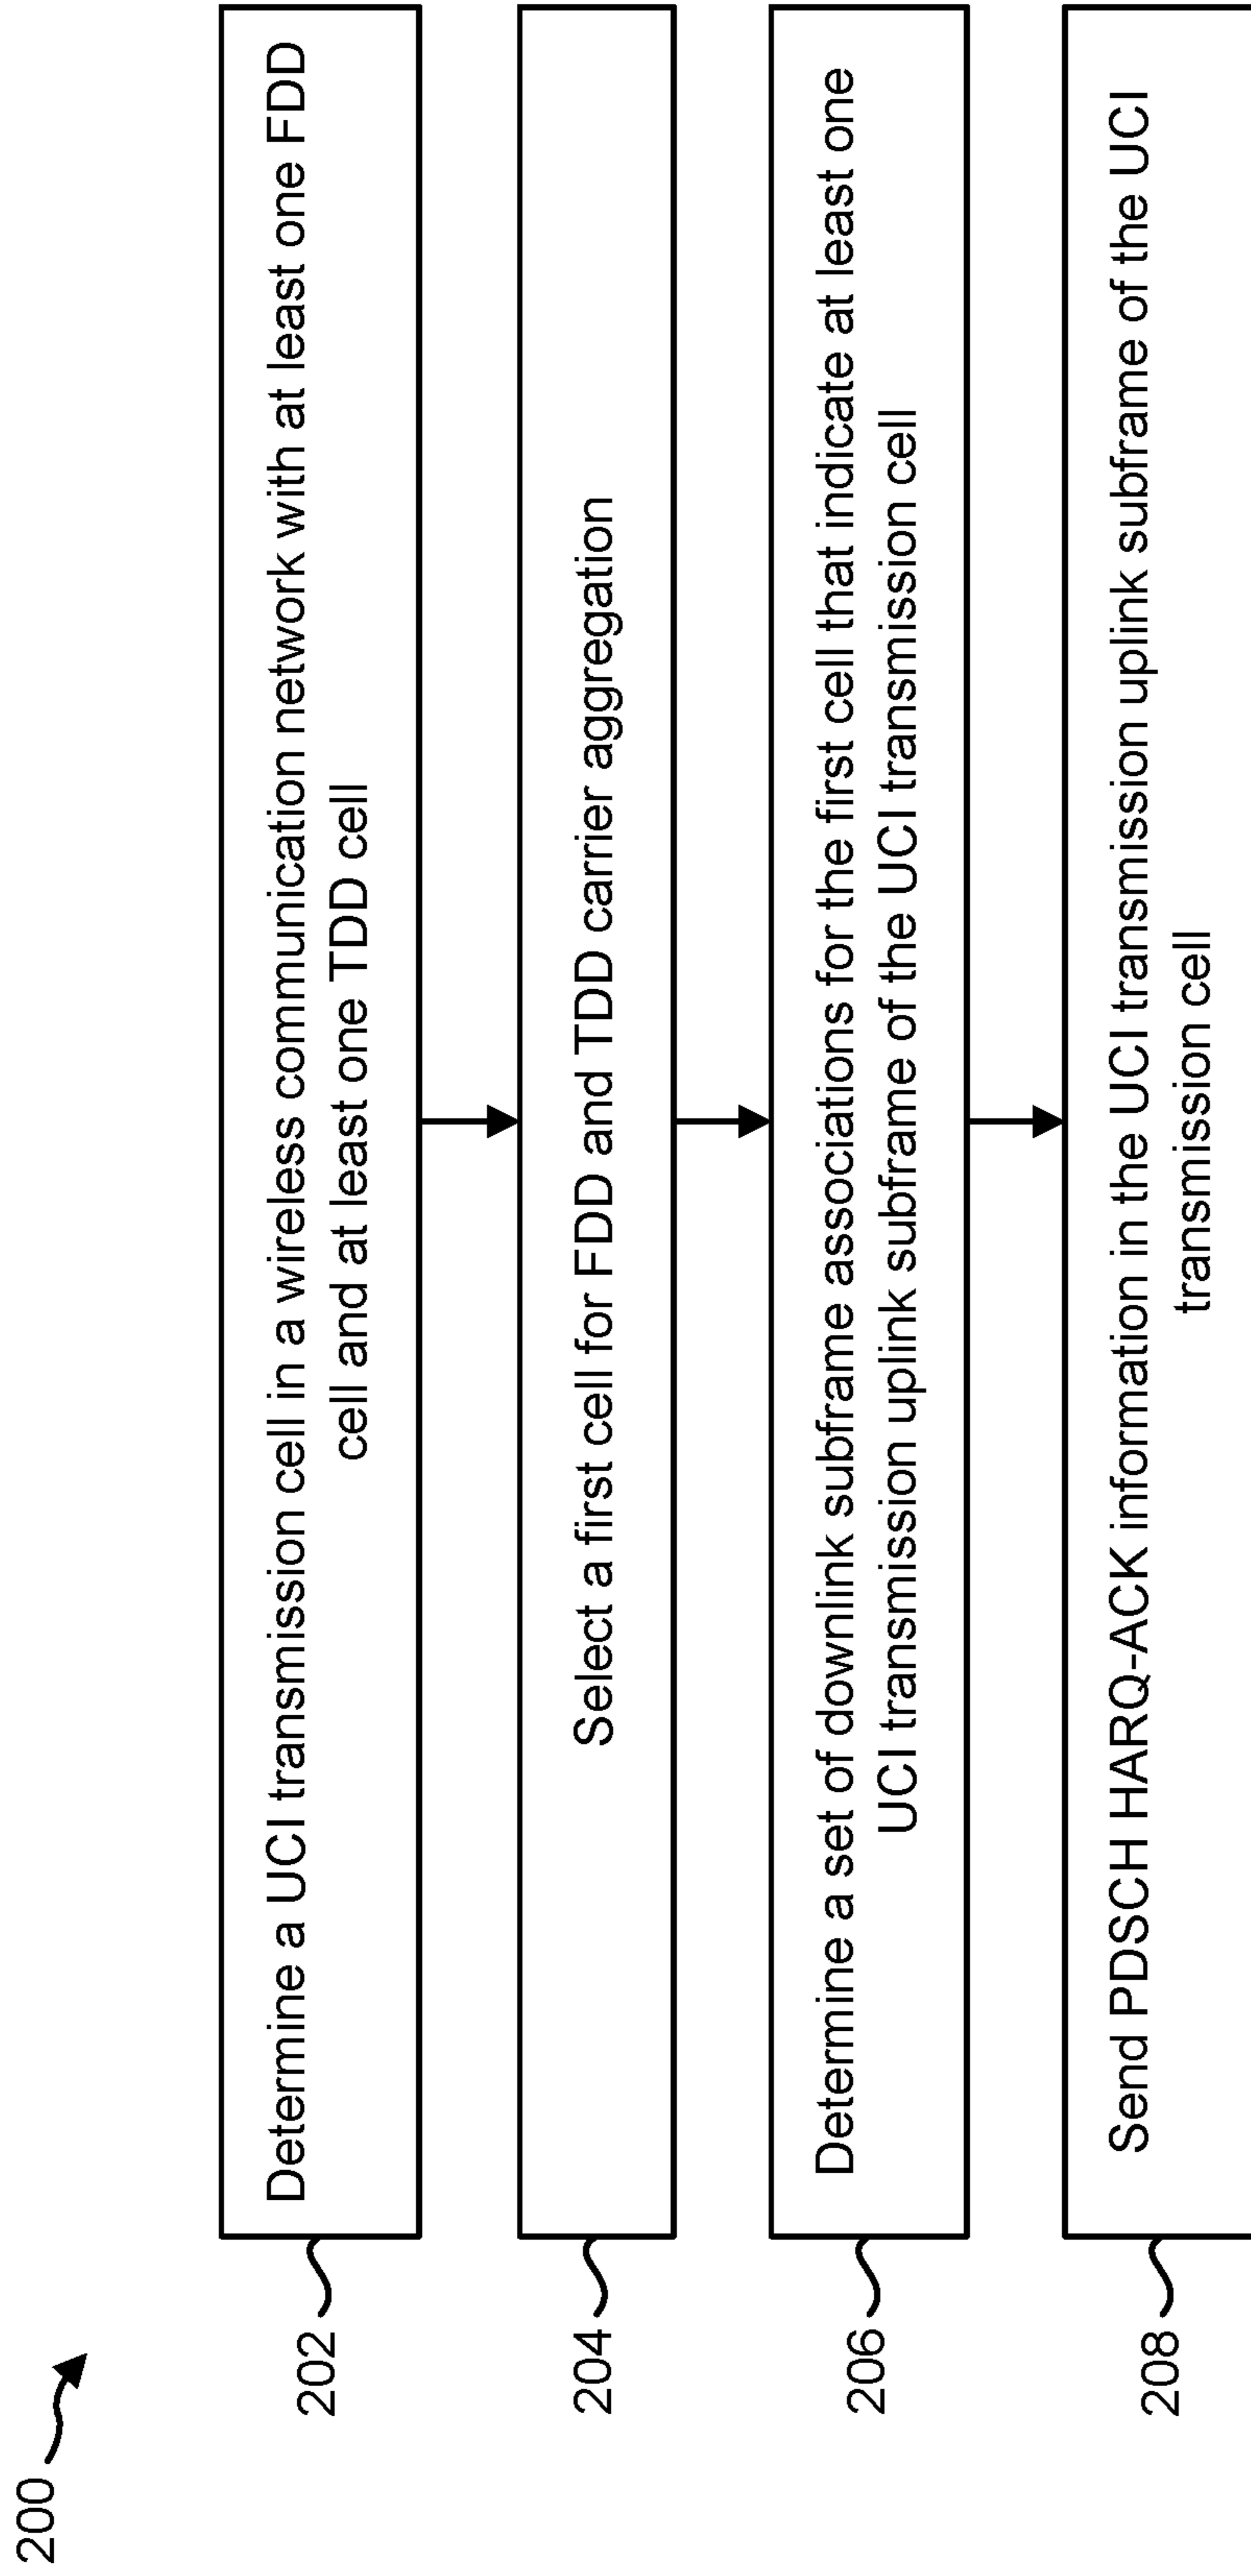 200
202
Determine a UCI transmission cell in a wireless communication network with at least one FDD
cell and at least one TDD cell
204
Select a first cell for FDD and TDD carrier aggregation
206
Determine a set of downlink subframe associations for the first cell that indicate at least one
UCI transmission uplink subframe of the UCI transmission cell
208
Send PDSCH HARQ-ACK information in the UCI transmission uplink subframe of the UCI
transmission cell